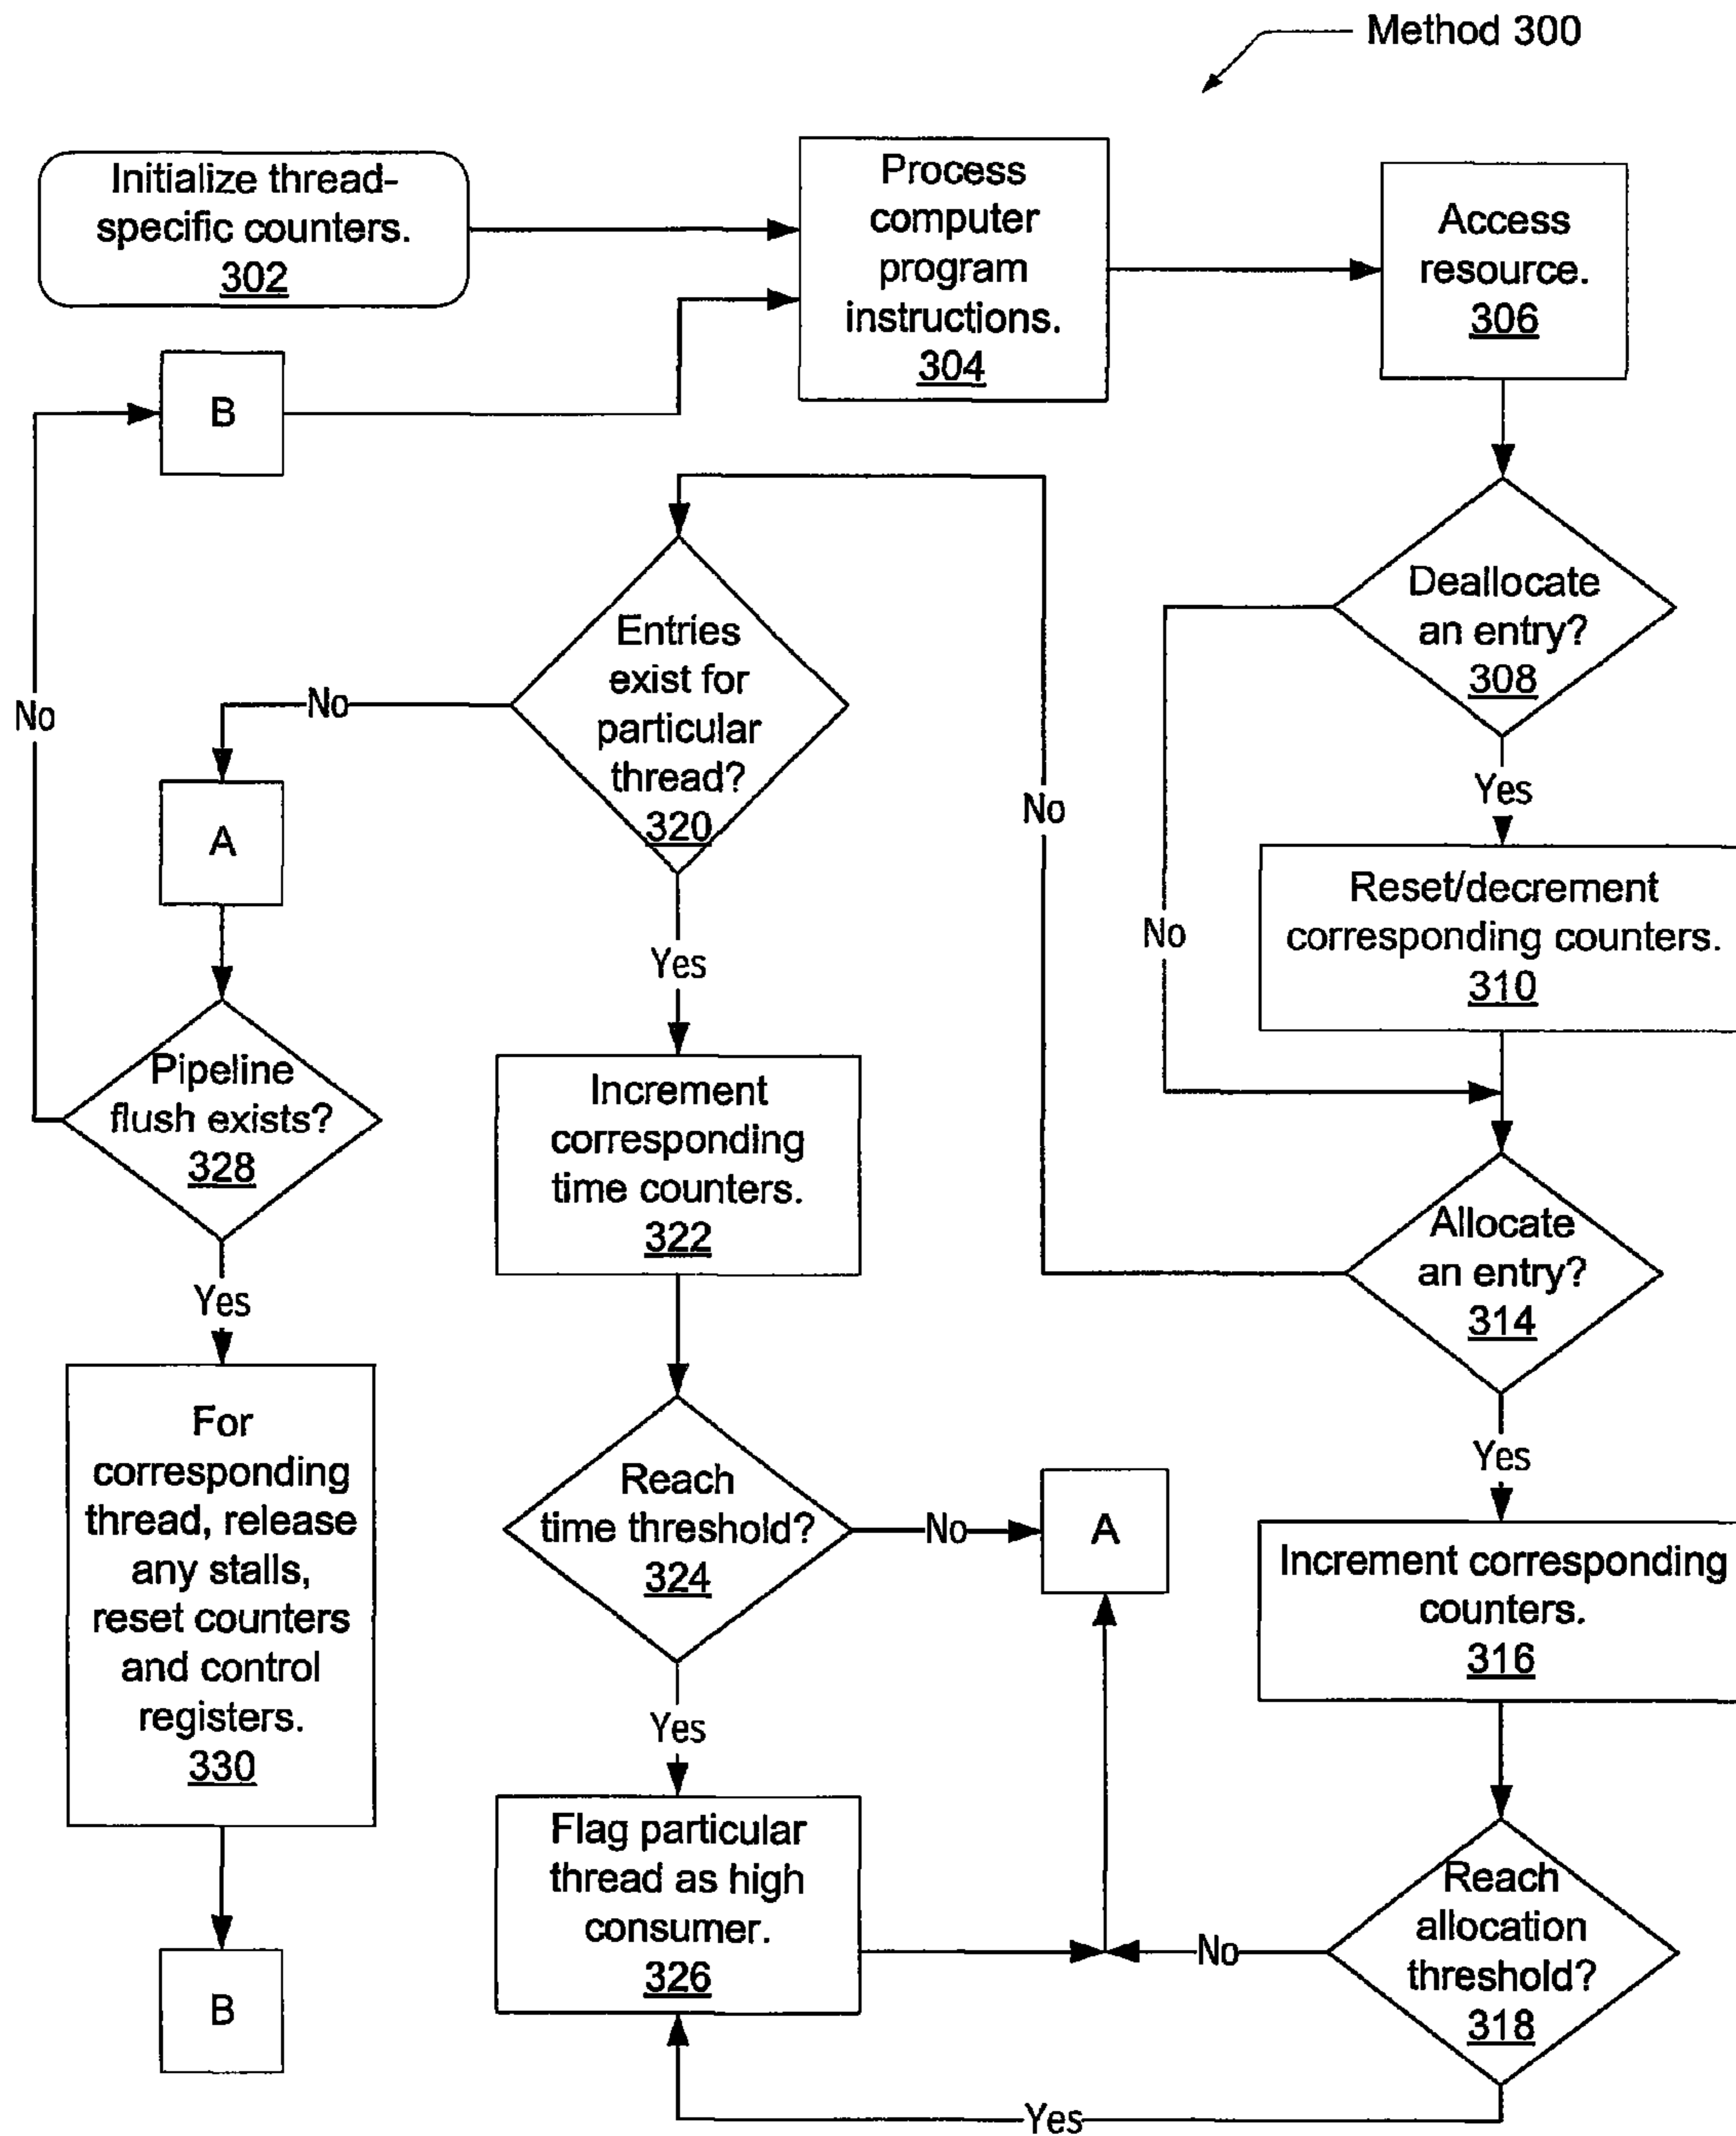 Method 300
Initialize thread-
specific counters.
302
Process
computer
program
instructions.
304
Access
resource.
306
B
Deallocate
an entry?
308
Entries
exist for
particular
thread?
320
No
No
No
Yes
A
No
Reset/decrement
corresponding counters.
310
Yes
Pipeline
flush exists?
328
Increment
corresponding
time counters.
322
Allocate
an entry?
314
Yes
For
corresponding
thread, release
any stalls,
reset counters
and control
registers.
330
Reach
time threshold?
324
No
A
Yes
Increment corresponding
counters.
316
Yes
Flag particular
thread as high
consumer.
326
No
Reach
allocation
threshold?
318
B
Yes